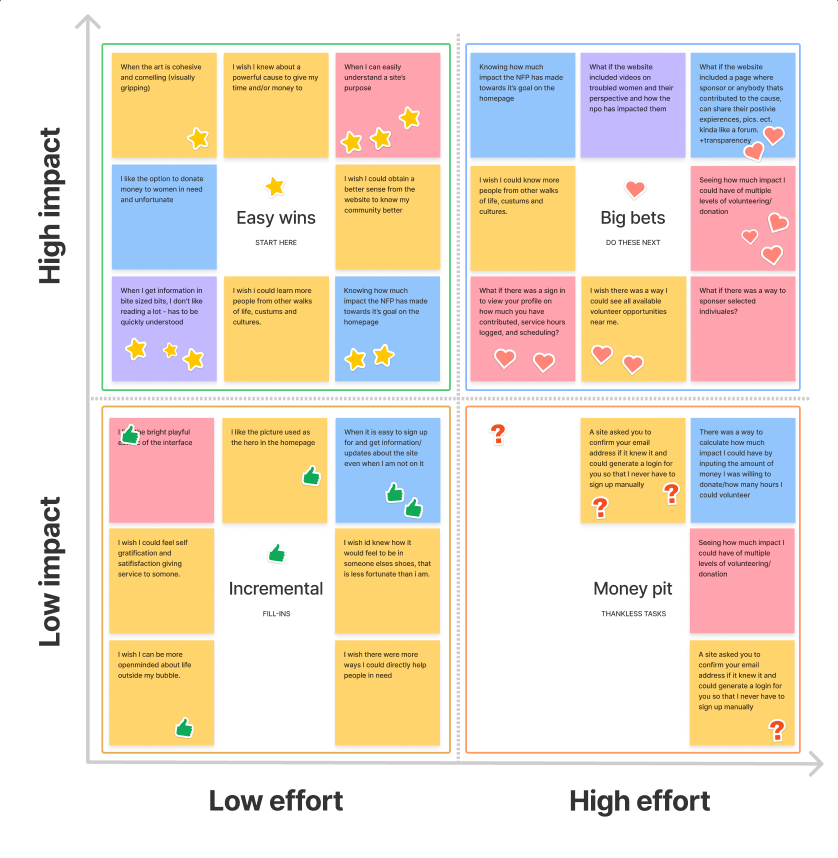 High impact
When the art is cohesive
and comelling (visually
gripping)
I wish I knew about a
powerful cause to give my
time and/or money to
When I can easily
understand a site's
purpose
I like the option to donate
money to women in need
and unfortunate
Easy wins
START HERE
I wish I could obtain a
better sense from the
website to know my
community better
When I get information in
bite sized bits, I don't like
reading a lot - has to be
quickly understood
I wish i could learn more
people from other walks
of life, custums and
cultures.
Knowing how much
impact the NFP has made
towards it's goal on the
homepage
Knowing how much
impact the NFP has made
towards it's goal on the
homepage
What if the website
included videos on
troubled women and their
perspective and how the
npo has impacted them
What if the website
included a page where
sponsor or anybody thats
contributed to the cause,
can share their postivie
expierences, pics. ect.
kinda like a forum.
+transparencey
I wish I could know more
people from other walks
of life, custums and
cultures.
Big bets
DO THESE NEXT
Seeing how much impact I
could have of multiple
levels of volunteering/
donation
What if there was a sign in
to view your profile on
how much you have
contributed, service hours
logged, and scheduling?
I wish there was a way I
could see all available
volunteer opportunities
near me.
What if there was a way to
sponser selected
indiviuales?
Low impact
I the bright playful
of the interface
I like the picture used as
the hero in the homepage
When it is easy to sign up
for and get information/
updates about the site
even when I am not on it
I wish I could feel self
gratification and
satifisfaction giving
service to somone.
Incremental
FILL-INS
I wish id knew how it
would feel to be in
someone elses shoes, that
is less fortunate than i am.
I wish I can be more
openminded about life
outside my bubble.
I wish there were more
ways I could directly help
people in need
A site asked you to
confirm your email
address if it knew it and
could generate a login for
you so that I never have to
sign up manually
There was a way to
calculate how much
impact I could have by
inputing the amount of
money I was willing to
donate/how many hours I
could volunteer
Money pit
THANKLESS TASKS
Seeing how much impact I
could have of multiple
levels of volunteering/
donation
A site asked you to
confirm your email
address if it knew it and
could generate a login for
you so that I never have to
sign up manually
Low effort
High effort